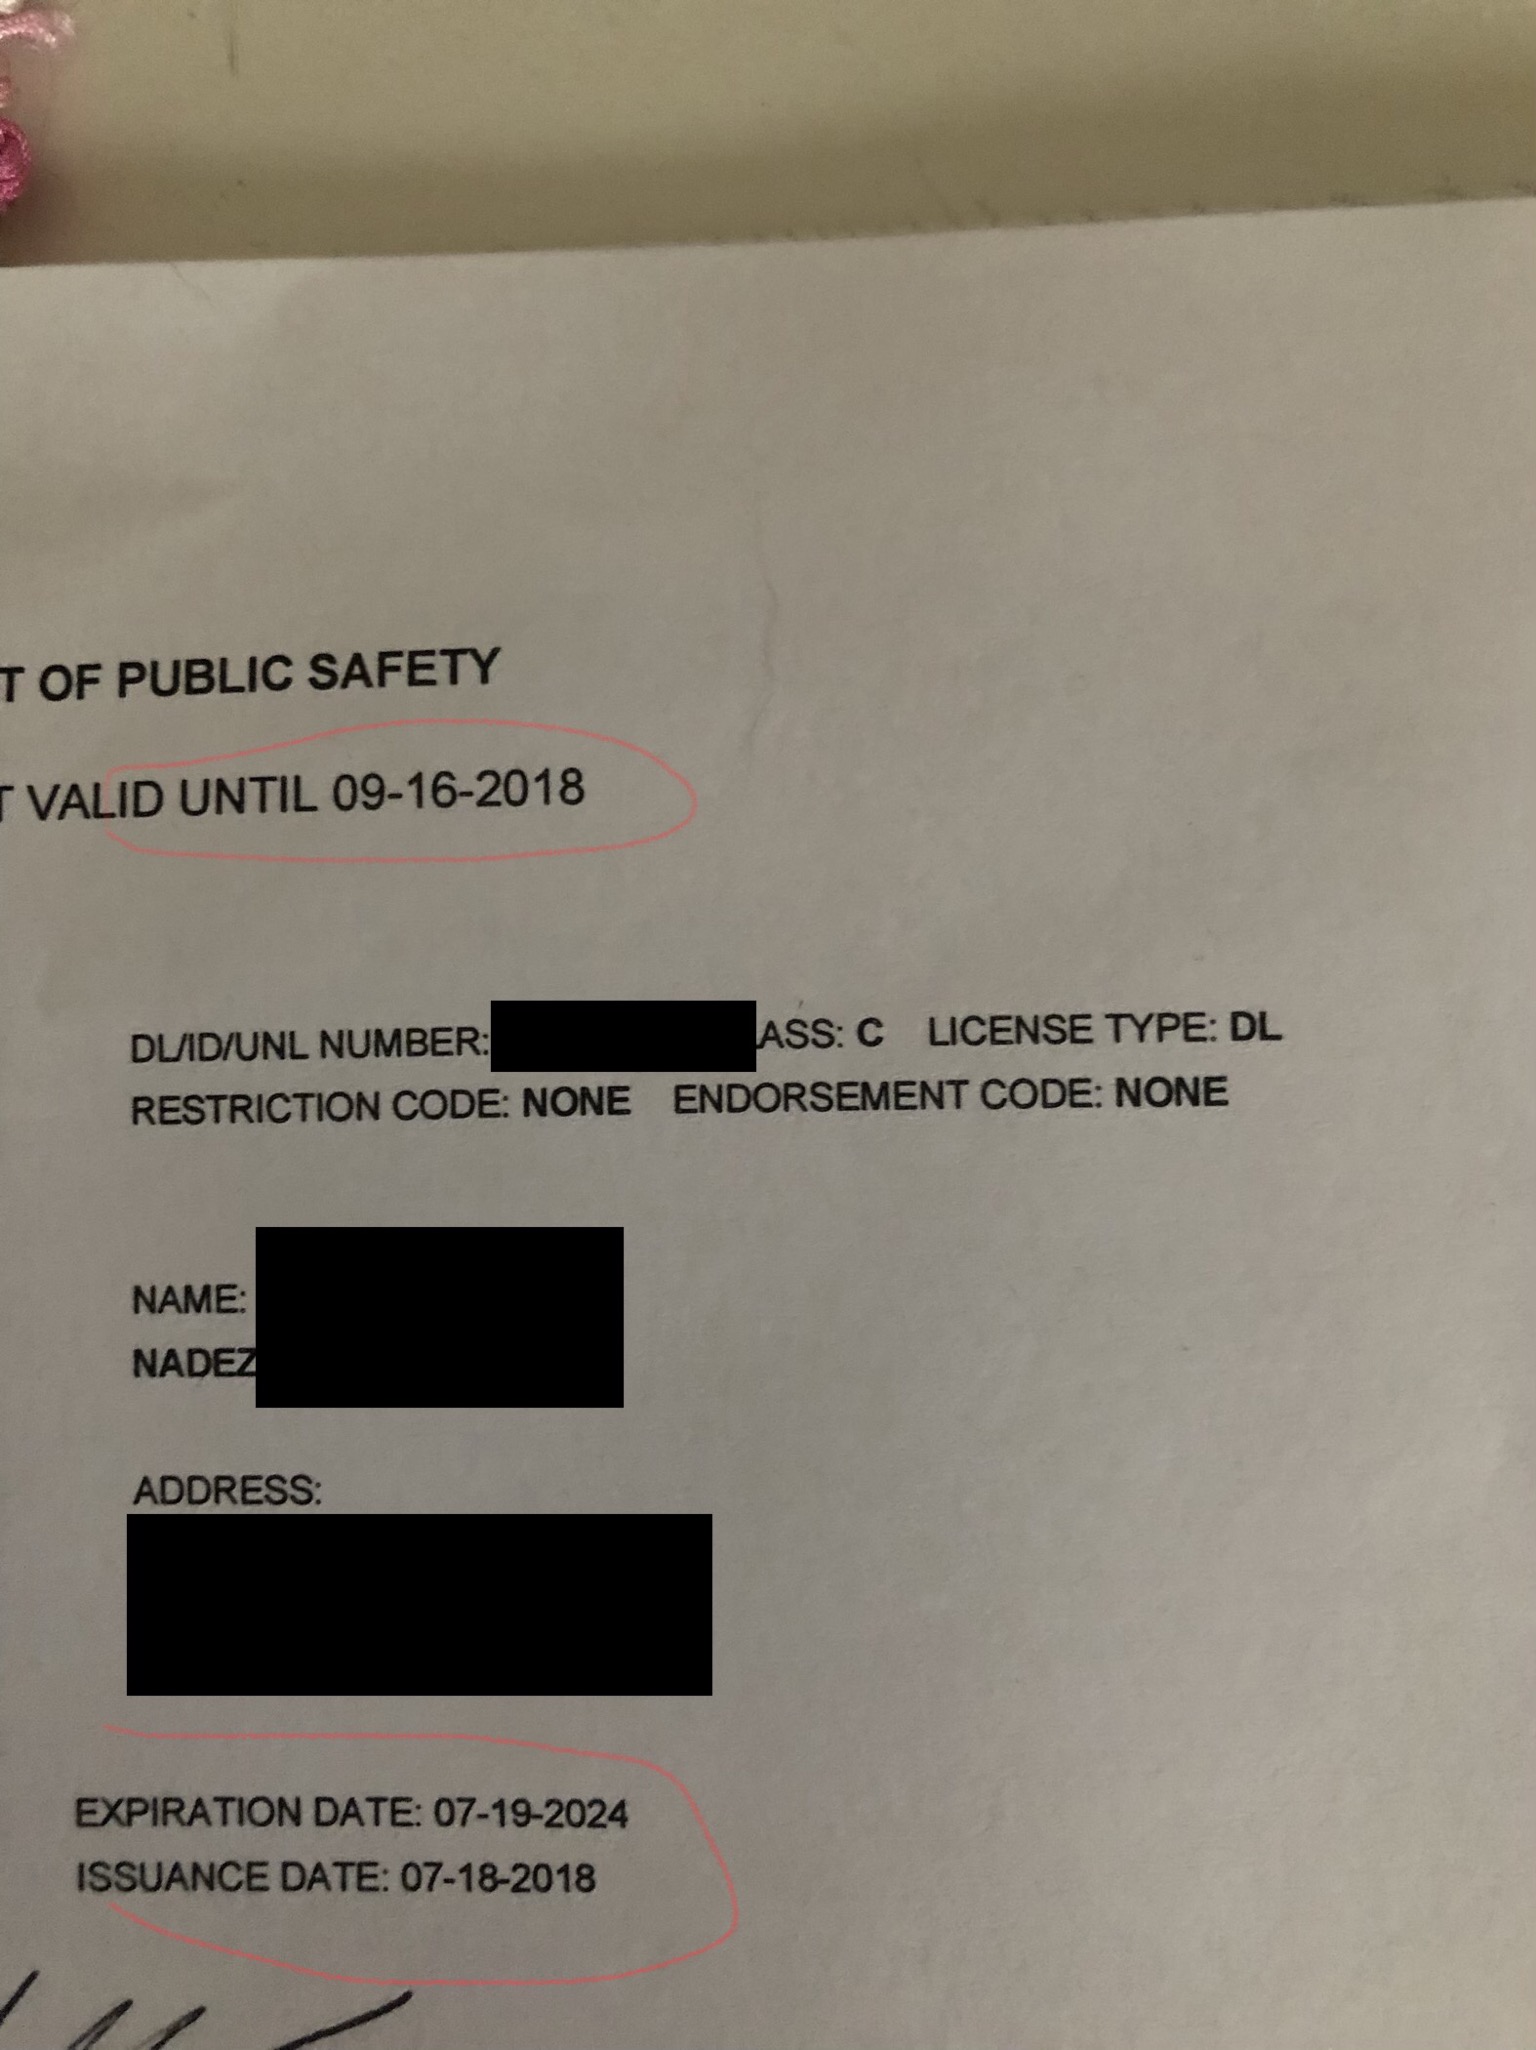 T OF PUBLIC SAFETY
T VALID UNTIL 09-16-2018
DL/ID/UNL NUMBER: ASS: C LICENSE TYPE: DL
RESTRICTION CODE: NONE ENDORSEMENT CODE: NONE
NAME:
NADEZ
ADDRESS:
EXPIRATION DATE: 07-19-2024
ISSUANCE DATE: 07-18-2018